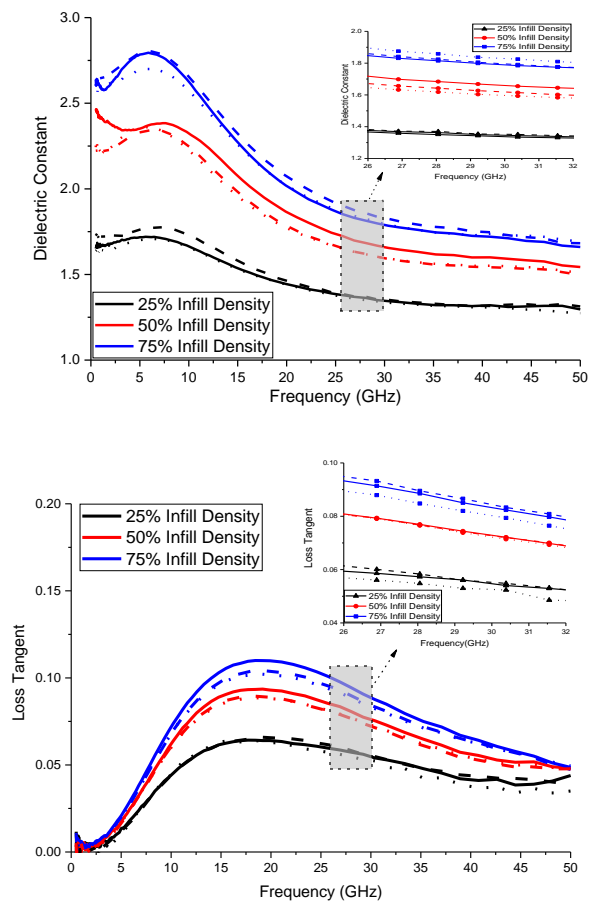 25% Infill Density
50% Infill Density
75% Infill Density
2.0
1.8
1.6
1.4
1.2
Dielectric Constant
26 27 28 29 30 31 32
Frequency (GHz)
3.0
2.5
2.0
1.5
1.0
Dielectric Constant
25% Infill Density
50% Infill Density
75% Infill Density
0 5 10 15 20 25 30 35 40 45 50
Frequency (GHz)
0.10
0.08
0.06
0.04
Loss Tangent
25% Infill Density
50% Infill Density
75% Infill Density
26 27 28 29 30 31 32
Frequency(GHz)
0.20
0.15
0.10
0.05
0.00
Loss Tangent
25% Infill Density
50% Infill Density
75% Infill Density
0 5 10 15 20 25 30 35 40 45 50
Frequency (GHz)